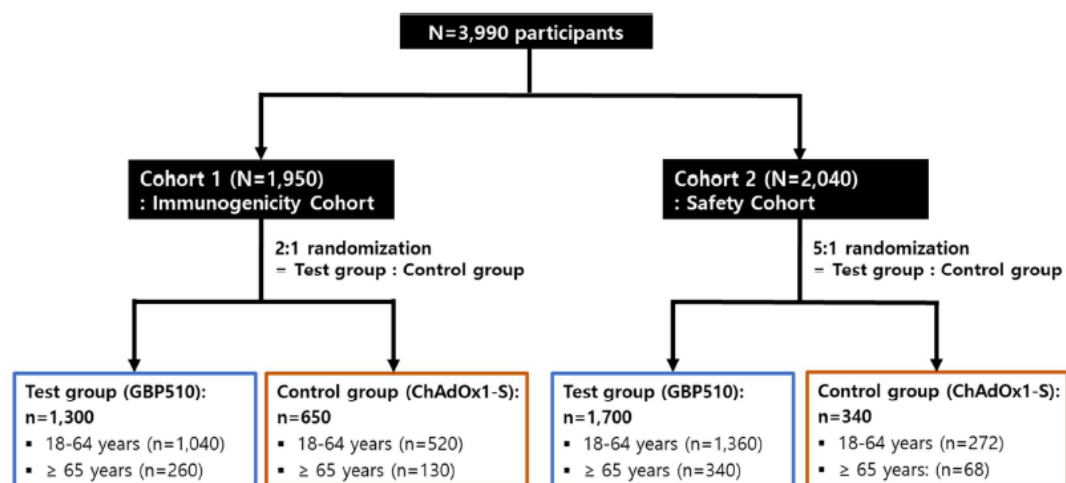 N=3,990 participants
Cohort 1 (N=1,950)
: Immunogenicity Cohort
Cohort 2 (N=2,040)
: Safety Cohort
2:1 randomization
= Test group : Control group
5:1 randomization
= Test group : Control group
Test group (GBP510):
n=1,300
▪ 18-64 years (n=1,040)
▪ ≥ 65 years (n=260)
Control group (ChAdOx1-S):
n=650
▪ 18-64 years (n=520)
▪ ≥ 65 years (n=130)
Test group (GBP510):
n=1,700
▪ 18-64 years (n=1,360)
▪ ≥ 65 years (n=340)
Control group (ChAdOx1-S):
n=340
▪ 18-64 years (n=272)
▪ ≥ 65 years: (n=68)